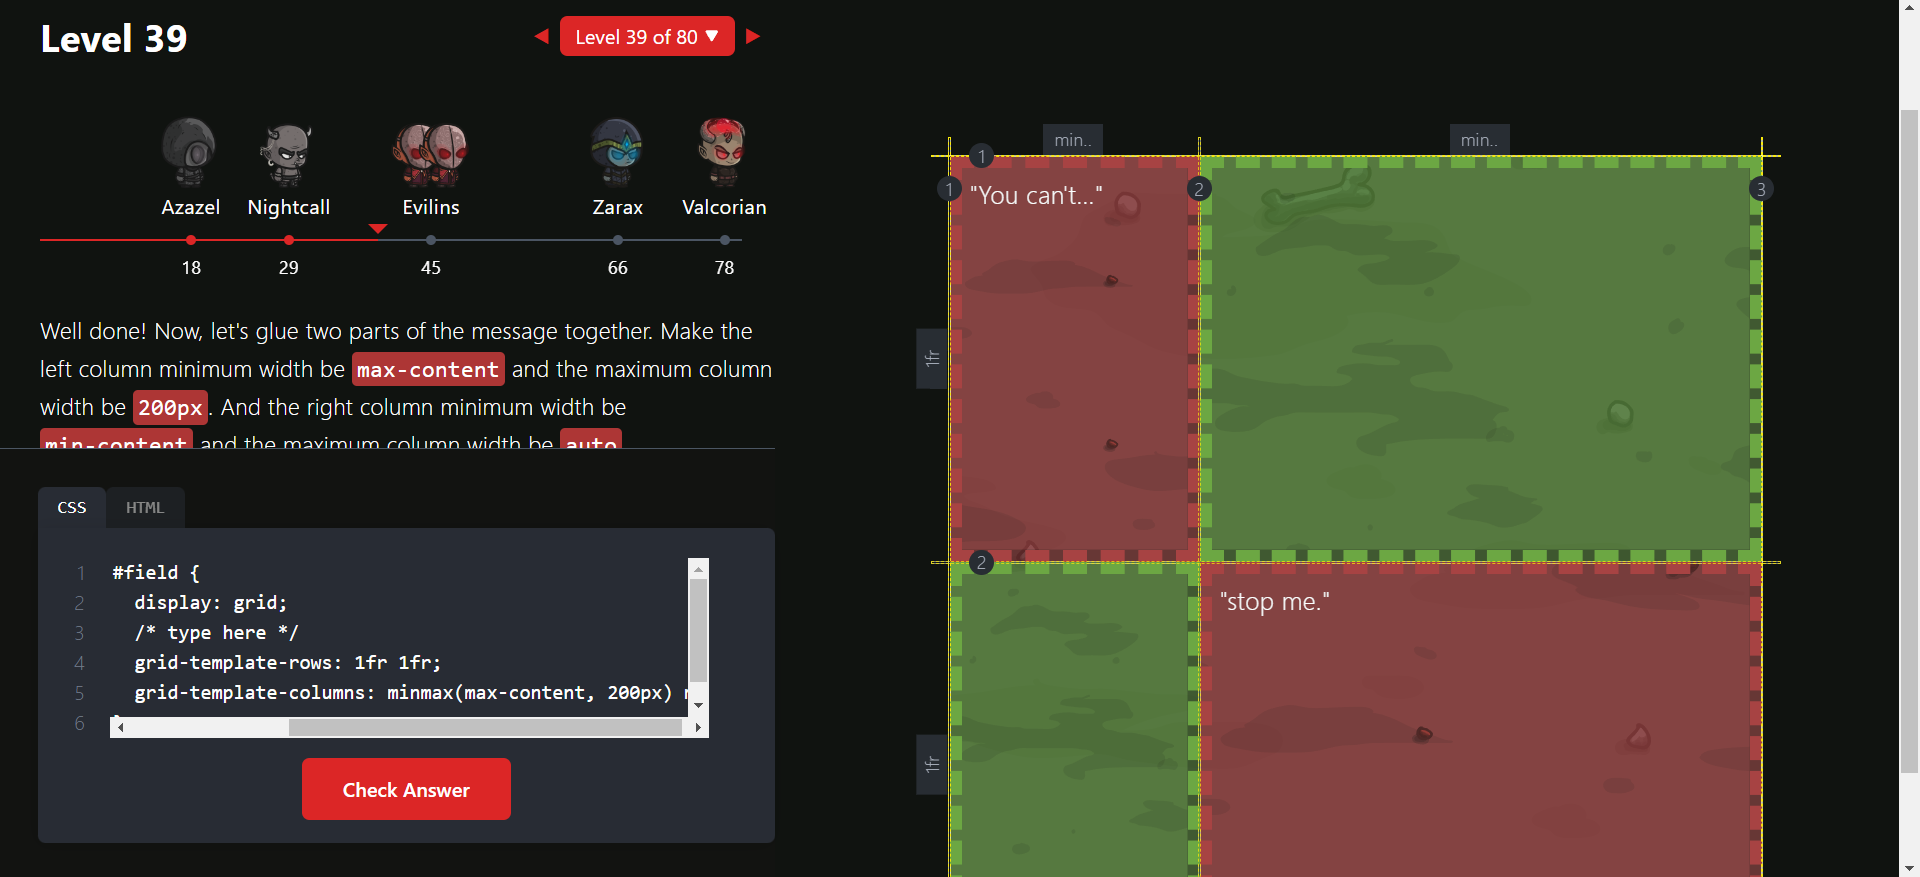 Level 39
Level 39 of 80 ▼
Azazel Nightcall Evilins Zarax Valcorian
18 29 45 66 78
Well done! Now, let's glue two parts of the message together. Make the
left column minimum width be max-content and the maximum column
width be 200px. And the right column minimum width be
min-content and the maximum column width be auto
CSS HTML
1 #field {
2 display: grid;
3 /* type here */
4 grid-template-rows: 1fr 1fr;
5 grid-template-columns: minmax(max-content, 200px)
6
Check Answer
min.. min..
1
1 2 3
"You can't..."
1fr
2
"stop me."
1fr